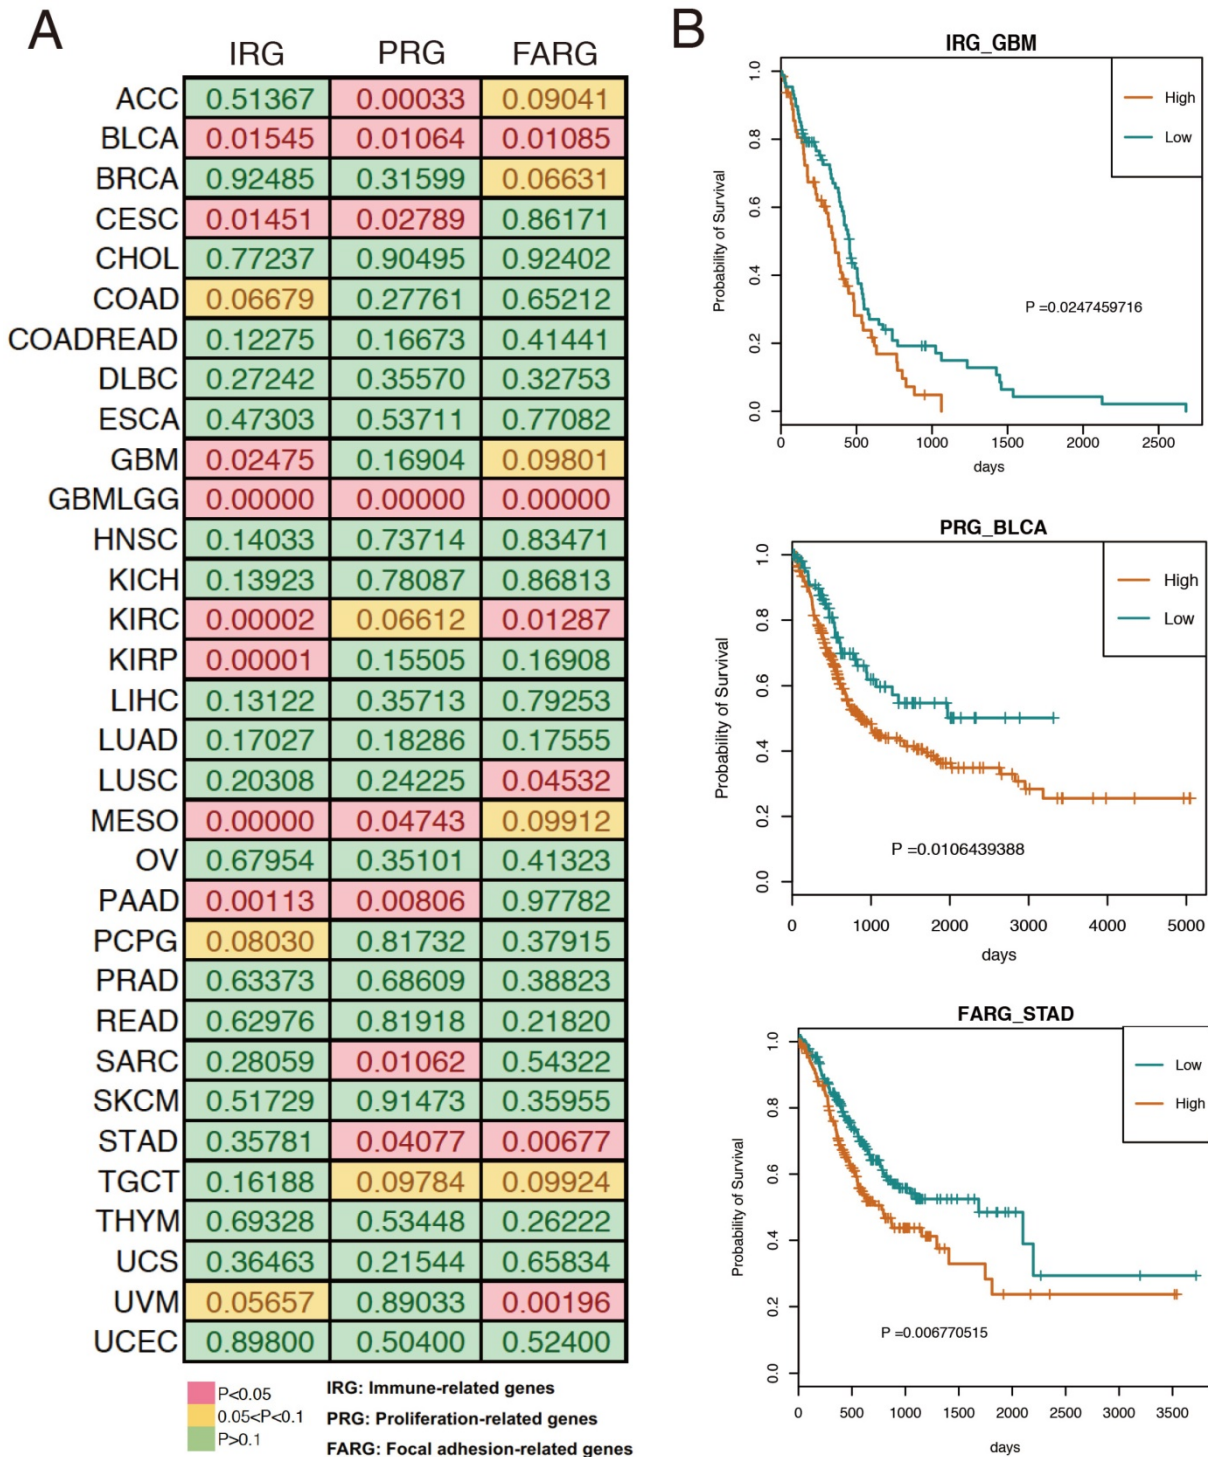 A
IRG PRG FARG
ACC 0.51367 0.00033 0.09041
BLCA 0.01545 0.01064 0.01085
BRCA 0.92485 0.31599 0.06631
CESC 0.01451 0.02789 0.86171
CHOL 0.77237 0.90495 0.92402
COAD 0.06679 0.27761 0.65212
COADREAD 0.12275 0.16673 0.41441
DLBC 0.27242 0.35570 0.32753
ESCA 0.47303 0.53711 0.77082
GBM 0.02475 0.16904 0.09801
GBMLGG 0.00000 0.00000 0.00000
HNSC 0.14033 0.73714 0.83471
KICH 0.13923 0.78087 0.86813
KIRC 0.00002 0.06612 0.01287
KIRP 0.00001 0.15505 0.16908
LIHC 0.13122 0.35713 0.79253
LUAD 0.17027 0.18286 0.17555
LUSC 0.20308 0.24225 0.04532
MESO 0.00000 0.04743 0.09912
OV 0.67954 0.35101 0.41323
PAAD 0.00113 0.00806 0.97782
PCPG 0.08030 0.81732 0.37915
PRAD 0.63373 0.68609 0.38823
READ 0.62976 0.81918 0.21820
SARC 0.28059 0.01062 0.54322
SKCM 0.51729 0.91473 0.35955
STAD 0.35781 0.04077 0.00677
TGCT 0.16188 0.09784 0.09924
THYM 0.69328 0.53448 0.26222
UCS 0.36463 0.21544 0.65834
UVM 0.05657 0.89033 0.00196
UCEC 0.89800 0.50400 0.52400
P<0.05
0.05<P<0.1
P>0.1
IRG: Immune-related genes
PRG: Proliferation-related genes
FARG: Focal adhesion-related genes
B
IRG_GBM
High
Low
Probability of Survival
1.0
0.8
0.6
0.4
0.2
0.0
P =0.0247459716
0 500 1000 1500 2000 2500
days
PRG_BLCA
High
Low
Probability of Survival
1.0
0.8
0.6
0.4
0.2
0.0
P =0.0106439388
0 1000 2000 3000 4000 5000
days
FARG_STAD
Low
High
Probability of Survival
1.0
0.8
0.6
0.4
0.2
0.0
P =0.006770515
0 500 1000 1500 2000 2500 3000 3500
days